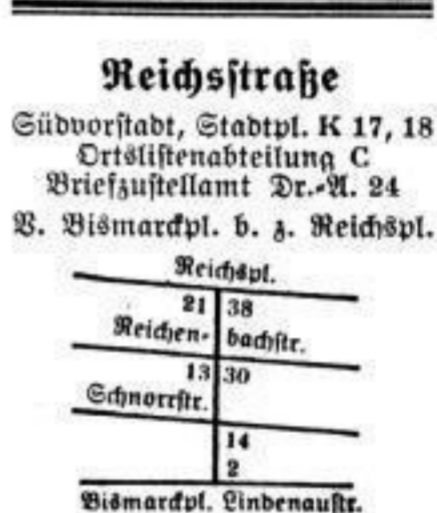 Reichsstraße
Südvorstadt, Stadtpl. K 17, 18
Ortslistenabteilung C
Briefzustellamt Dr.-A. 24
V. Bismarckpl. b. z. Reichspl.
Reichspl.
21 38
Reichen- bachstr.
13 30
Schnorrstr.
14
2
Bismarckpl. Lindenaustr.